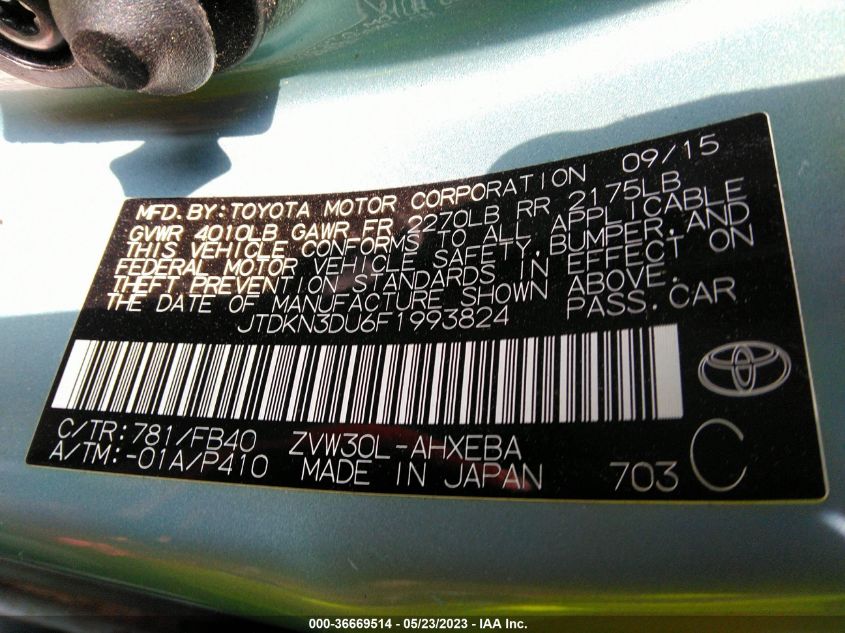 MFD. BY: TOYOTA MOTOR CORPORATION 09/15
GVWR 4010LB GAWR FR 2270LB RR 2175LB
THIS VEHICLE CONFORMS TO ALL APPLICABLE
FEDERAL MOTOR VEHICLE SAFETY, BUMPER, AND
THEFT PREVENTION STANDARDS IN EFFECT ON
THE DATE OF MANUFACTURE SHOWN ABOVE.
JTDKN3DU6F1993824 PASS. CAR
C/TR: 781/FB40 ZVW30L-AHXEBA
A/TM: -01A/P410 MADE IN JAPAN 703 C
000-36669514 - 05/23/2023 - IAA Inc.